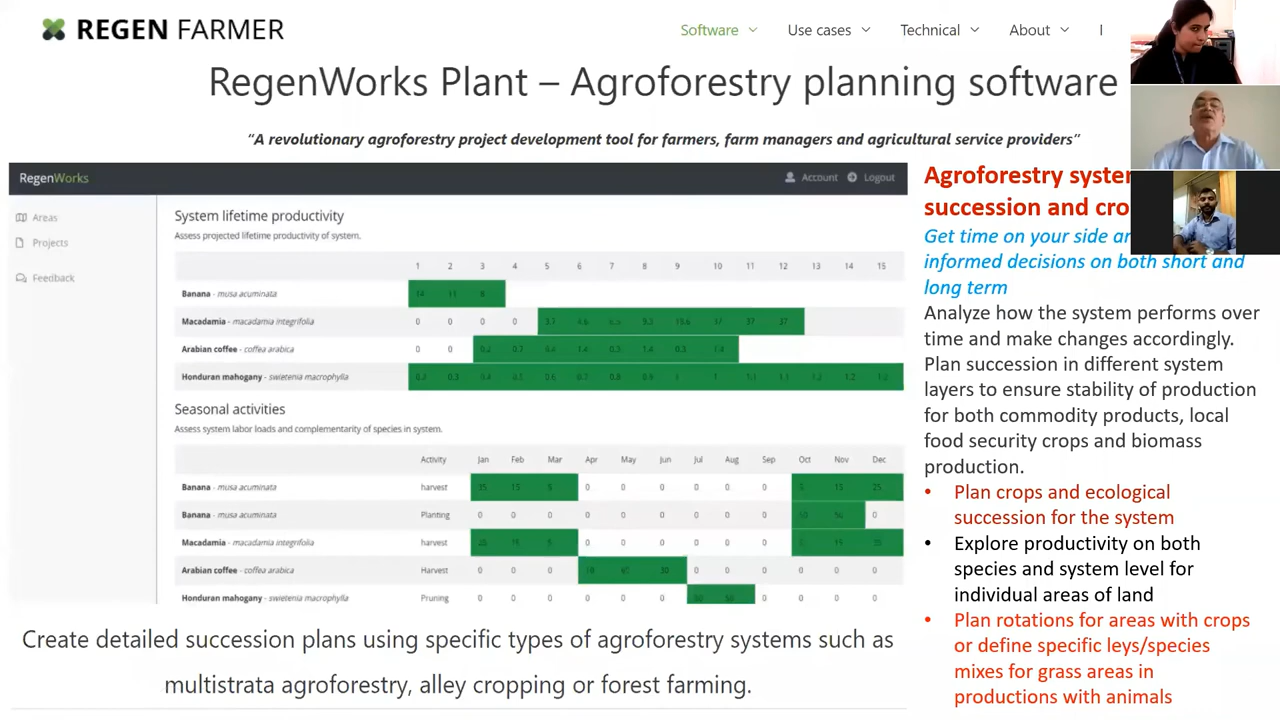 REGEN FARMER
Software Use cases Technical About
RegenWorks Plant – Agroforestry planning software
“A revolutionary agroforestry project development tool for farmers, farm managers and agricultural service providers”
RegenWorks Account Logout
Areas
Projects
Feedback
System lifetime productivity
Assess projected lifetime productivity of system.
1 2 3 4 5 6 7 8 9 10 11 12 13 14 15
Banana - musa acuminata 14 11 8
Macadamia - macadamia integrifolia 0 0 0 0 37 37
Arabian coffee - coffea arabica 0 0
Honduran mahogany - swietenia macrophylla
Seasonal activities
Assess system labor loads and complementarity of species in system.
Activity Jan Feb Mar Apr May Jun Jul Aug Sep Oct Nov Dec
Banana - musa acuminata harvest 15 15 0 0 0 0 0 0 25
Banana - musa acuminata Planting 0 0 0 0 0 0 0 0 0 0
Macadamia - macadamia integrifolia harvest 0 0 0 0 0 0
Arabian coffee - coffea arabica Harvest 0 0 0 30 0 0 0 0 0 0
Honduran mahogany - swietenia macrophylla Pruning 0 0 0 0 0 0 0 0 0 0
Create detailed succession plans using specific types of agroforestry systems such as
multistrata agroforestry, alley cropping or forest farming.
Agroforestry
succession and
Get time on your side
informed decisions on both short and
long term
Analyze how the system performs over
time and make changes accordingly.
Plan succession in different system
layers to ensure stability of production
for both commodity products, local
food security crops and biomass
production.
• Plan crops and ecological
succession for the system
• Explore productivity on both
species and system level for
individual areas of land
• Plan rotations for areas with crops
or define specific leys/species
mixes for grass areas in
productions with animals